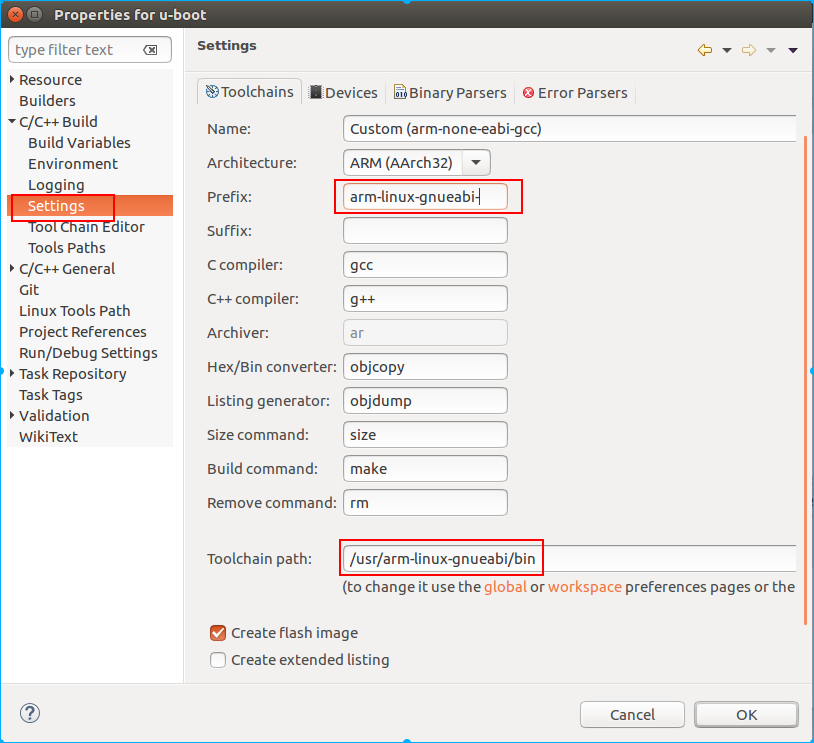 Properties for u-boot
type filter text
Resource
Builders
C/C++ Build
Build Variables
Environment
Logging
Settings
Tool Chain Editor
Tools Paths
C/C++ General
Git
Linux Tools Path
Project References
Run/Debug Settings
Task Repository
Task Tags
Validation
WikiText
Settings
Toolchains
Devices
Binary Parsers
Error Parsers
Name: Custom (arm-none-eabi-gcc)
Architecture: ARM (AArch32)
Prefix: arm-linux-gnueabi-
Suffix:
C compiler: gcc
C++ compiler: g++
Archiver: ar
Hex/Bin converter: objcopy
Listing generator: objdump
Size command: size
Build command: make
Remove command: rm
Toolchain path: /usr/arm-linux-gnueabi/bin
(to change it use the global or workspace preferences pages or the
Create flash image
Create extended listing
Cancel
OK